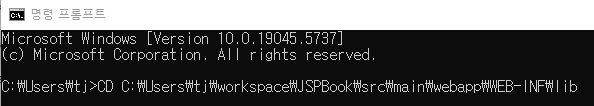 명령 프롬프트
Microsoft Windows [Version 10.0.19045.5737]
(c) Microsoft Corporation. All rights reserved.
C:₩Users₩tj>CD C:₩Users₩tj₩workspace₩JSPBook₩src₩main₩webapp₩WEB-INF₩lib